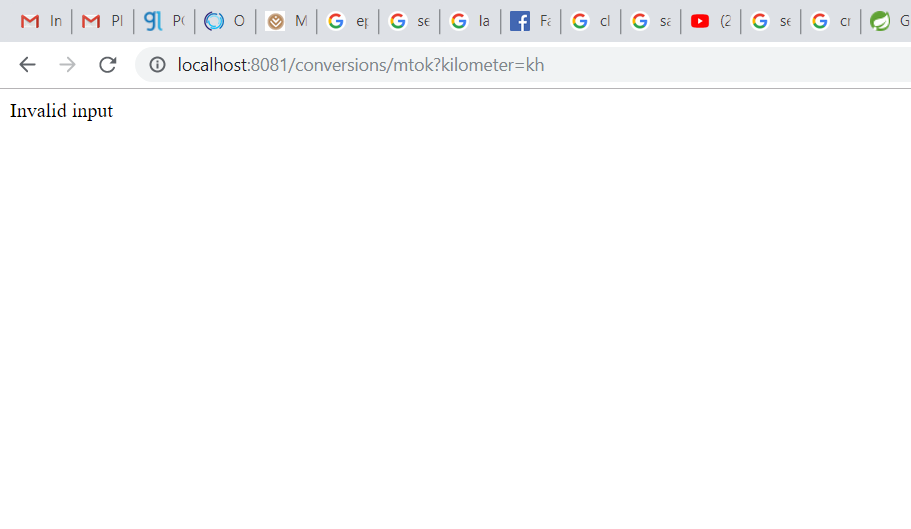 In Pl gl P( O M ep se la Fa cl sa (2 se cr G
localhost:8081/conversions/mtok?kilometer=kh
Invalid input